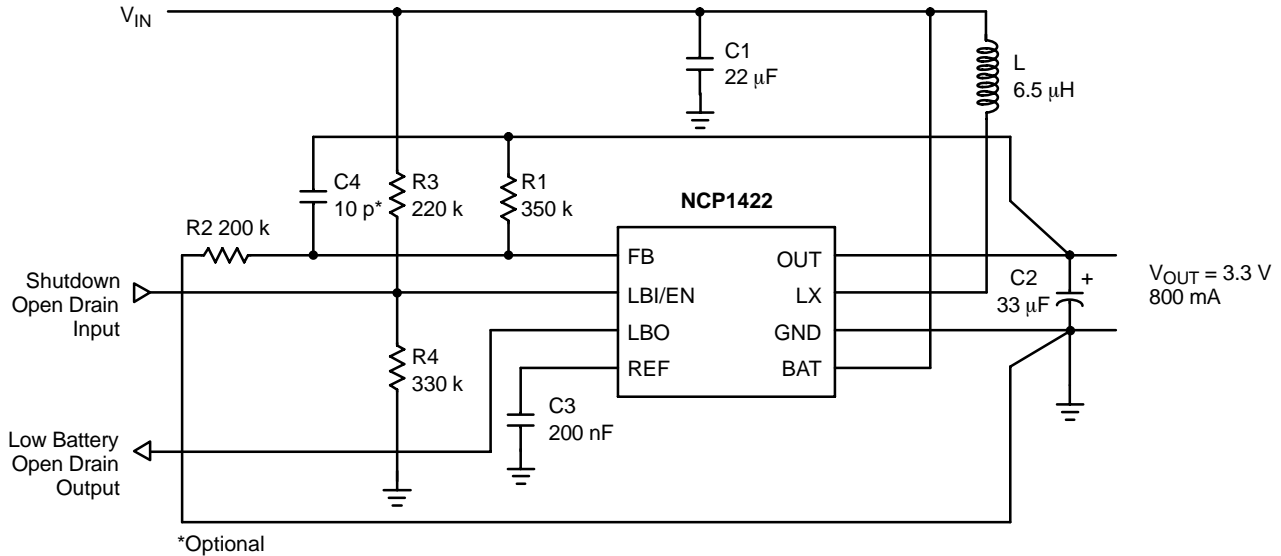 VIN
C1
22 μF
L
6.5 μH
C4
10 p*
R3
220 k
R1
350 k
NCP1422
R2 200 k
FB
OUT
Shutdown
Open Drain
Input
LBI/EN
LX
C2
33 μF
+
VOUT = 3.3 V
800 mA
LBO
GND
R4
330 k
REF
BAT
C3
200 nF
Low Battery
Open Drain
Output
*Optional